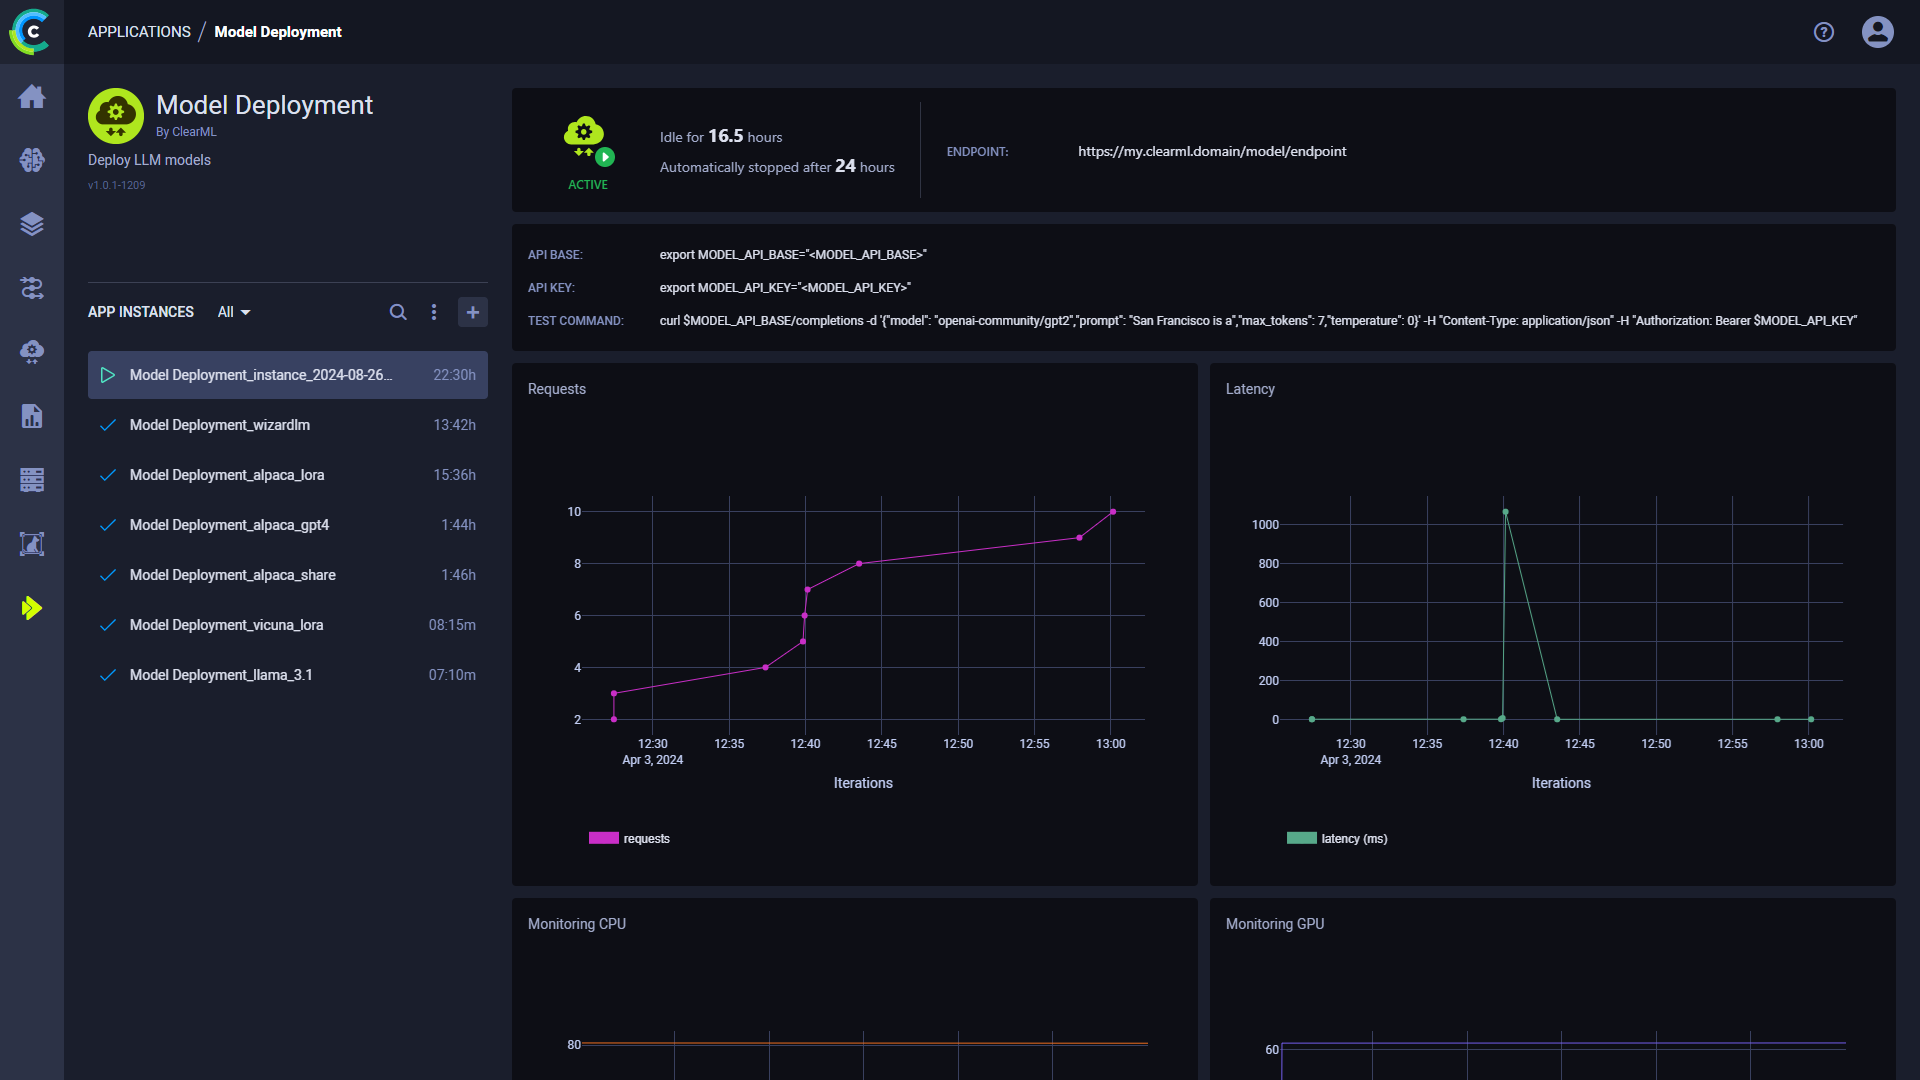 APPLICATIONS / Model Deployment
?
Model Deployment
By ClearML
Deploy LLM models
v1.0.1-1209
APP INSTANCES All
Model Deployment_instance_2024-08-26... 22:30h
Model Deployment_wizardlm 13:42h
Model Deployment_alpaca_lora 15:36h
Model Deployment_alpaca_gpt4 1:44h
Model Deployment_alpaca_share 1:46h
Model Deployment_vicuna_lora 08:15m
Model Deployment_llama_3.1 07:10m
ACTIVE
Idle for 16.5 hours
Automatically stopped after 24 hours
ENDPOINT: https://my.clearml.domain/model/endpoint
API BASE: export MODEL_API_BASE="<MODEL_API_BASE>"
API KEY: export MODEL_API_KEY="<MODEL_API_KEY>"
TEST COMMAND: curl $MODEL_API_BASE/completions -d '{"model": "openai-community/gpt2","prompt": "San Francisco is a","max_tokens": 7,"temperature": 0}' -H "Content-Type: application/json" -H "Authorization: Bearer $MODEL_API_KEY"
Requests
10
8
6
4
2
12:30 12:35 12:40 12:45 12:50 12:55 13:00
Apr 3, 2024
Iterations
requests
Latency
1000
800
600
400
200
0
12:30 12:35 12:40 12:45 12:50 12:55 13:00
Apr 3, 2024
Iterations
latency (ms)
Monitoring CPU
80
Monitoring GPU
60